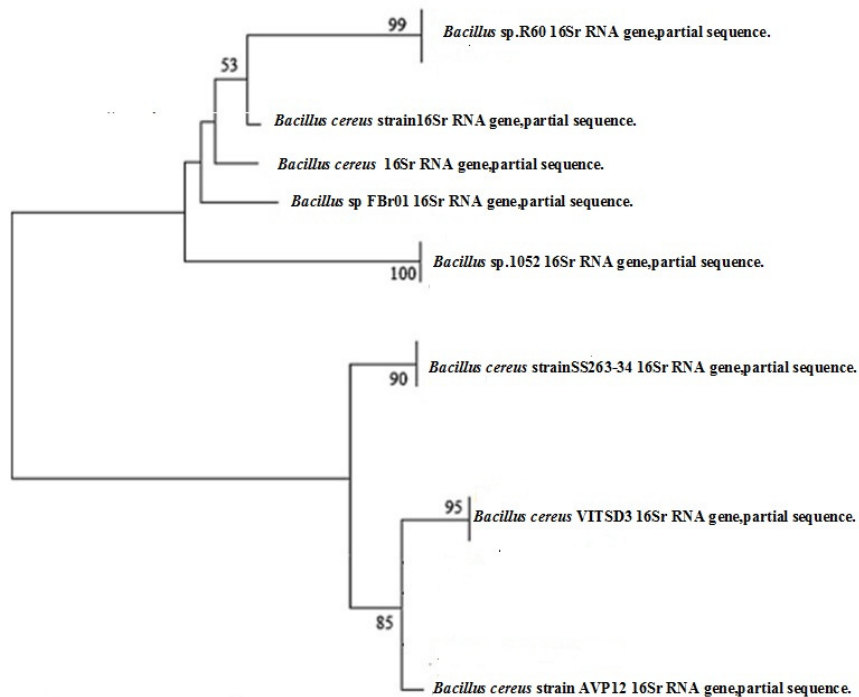 99
Bacillus sp.R60 16Sr RNA gene,partial sequence.
53
Bacillus cereus strain16Sr RNA gene,partial sequence.
Bacillus cereus 16Sr RNA gene,partial sequence.
Bacillus sp FBr01 16Sr RNA gene,partial sequence.
Bacillus sp.1052 16Sr RNA gene,partial sequence.
100
Bacillus cereus strainSS263-34 16Sr RNA gene,partial sequence.
90
95
Bacillus cereus VITSD3 16Sr RNA gene,partial sequence.
85
Bacillus cereus strain AVP12 16Sr RNA gene,partial sequence.